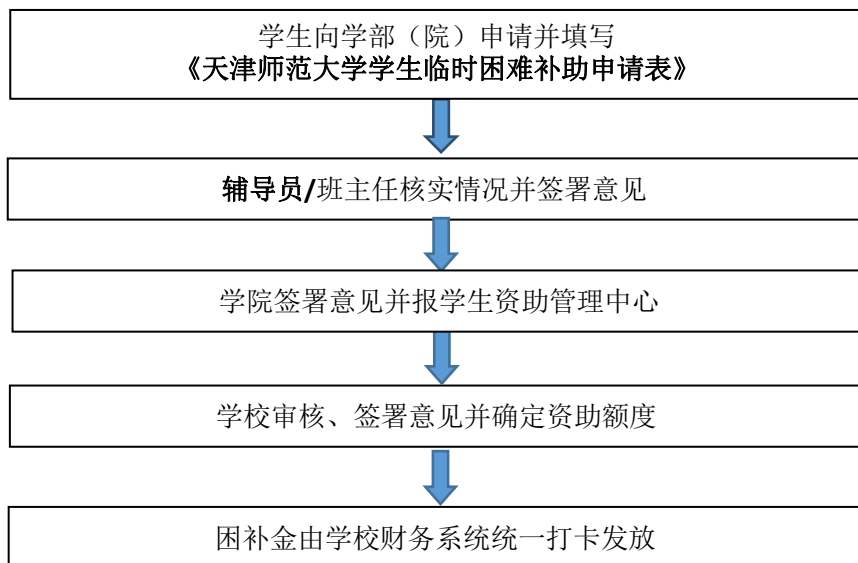 学生向学部（院）申请并填写
《天津师范大学学生临时困难补助申请表》
辅导员/班主任核实情况并签署意见
学院签署意见并报学生资助管理中心
学校审核、签署意见并确定资助额度
困补金由学校财务系统统一打卡发放